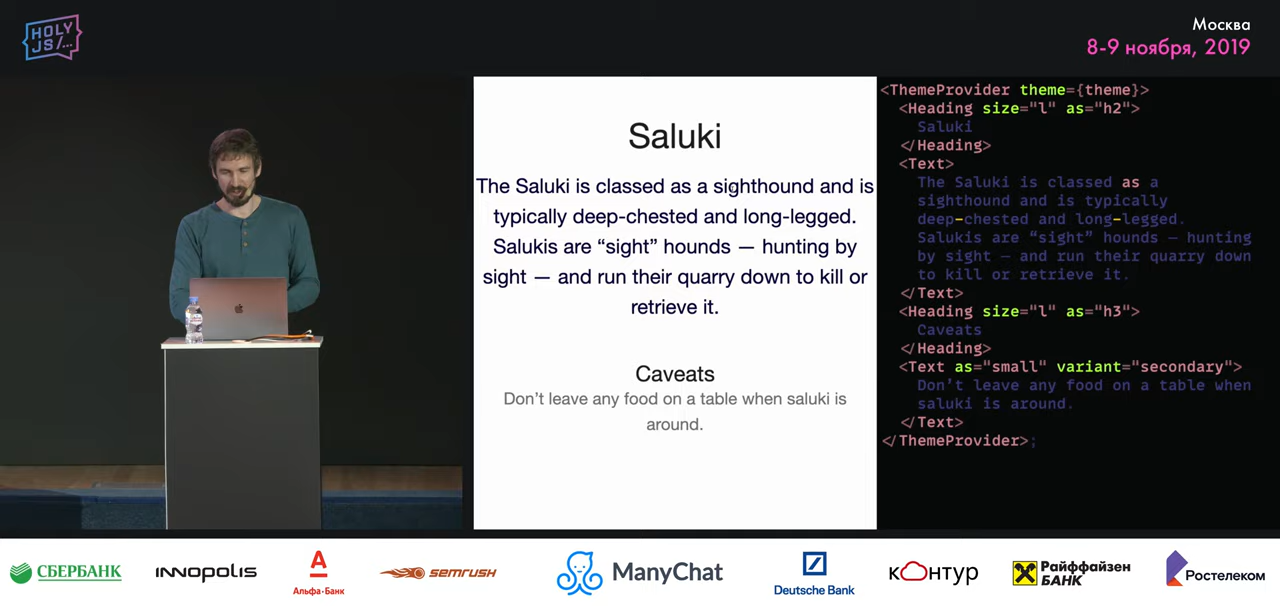 HOLY
JS/...
Москва
8-9 ноября, 2019
Saluki
The Saluki is classed as a sighthound and is
typically deep-chested and long-legged.
Salukis are “sight” hounds — hunting by
sight — and run their quarry down to kill or
retrieve it.
Caveats
Don’t leave any food on a table when saluki is
around.
<ThemeProvider theme={theme}>
<Heading size="l" as="h2">
Saluki
</Heading>
<Text>
The Saluki is classed as a
sighthound and is typically
deep-chested and long-legged.
Salukis are “sight” hounds — hunting
by sight — and run their quarry down
to kill or retrieve it.
</Text>
<Heading size="l" as="h3">
Caveats
</Heading>
<Text as="small" variant="secondary">
Don’t leave any food on a table when
saluki is around.
</Text>
</ThemeProvider>;
СБЕРБАНК
INNOPOLIS
А
Альфа·Банк
semrush
ManyChat
Deutsche Bank
контур
Райффайзен
БАНК
Ростелеком